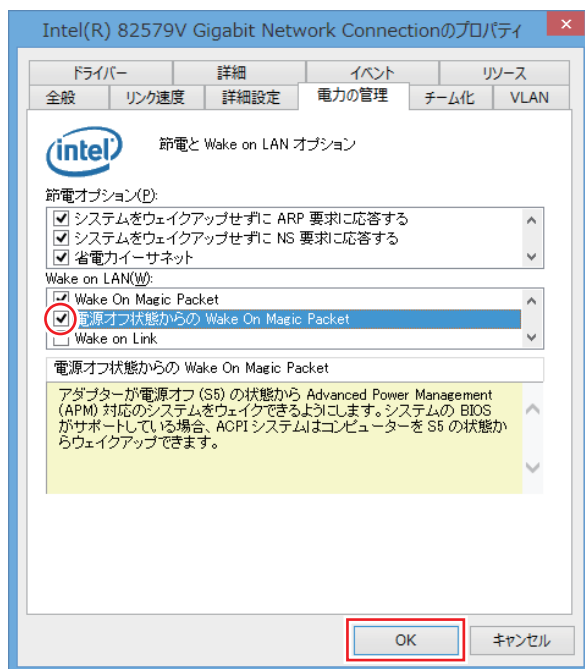 Intel(R) 82579V Gigabit Network Connectionのプロパティ
ドライバー 詳細 イベント リソース
全般 リンク速度 詳細設定 電力の管理 チーム化 VLAN
intel
節電と Wake on LAN オプション
節電オプション(P):
システムをウェイクアップせずに ARP 要求に応答する
システムをウェイクアップせずに NS 要求に応答する
省電力イーサネット
Wake on LAN(W):
Wake On Magic Packet
電源オフ状態からの Wake On Magic Packet
Wake on Link
電源オフ状態からの Wake On Magic Packet
アダプターが電源オフ (S5) の状態から Advanced Power Management
(APM) 対応のシステムをウェイクできるようにします。システムの BIOS
がサポートしている場合、ACPI システムはコンピューターを S5 の状態か
らウェイクアップできます。
OK キャンセル